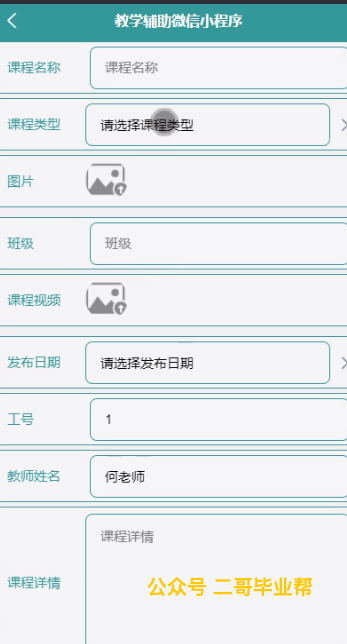 教学辅助微信小程序
课程名称 课程名称
课程类型 请选择课程类型
图片
班级 班级
课程视频
发布日期 请选择发布日期
工号 1
教师姓名 何老师
课程详情
课程详情
公众号 二哥毕业帮